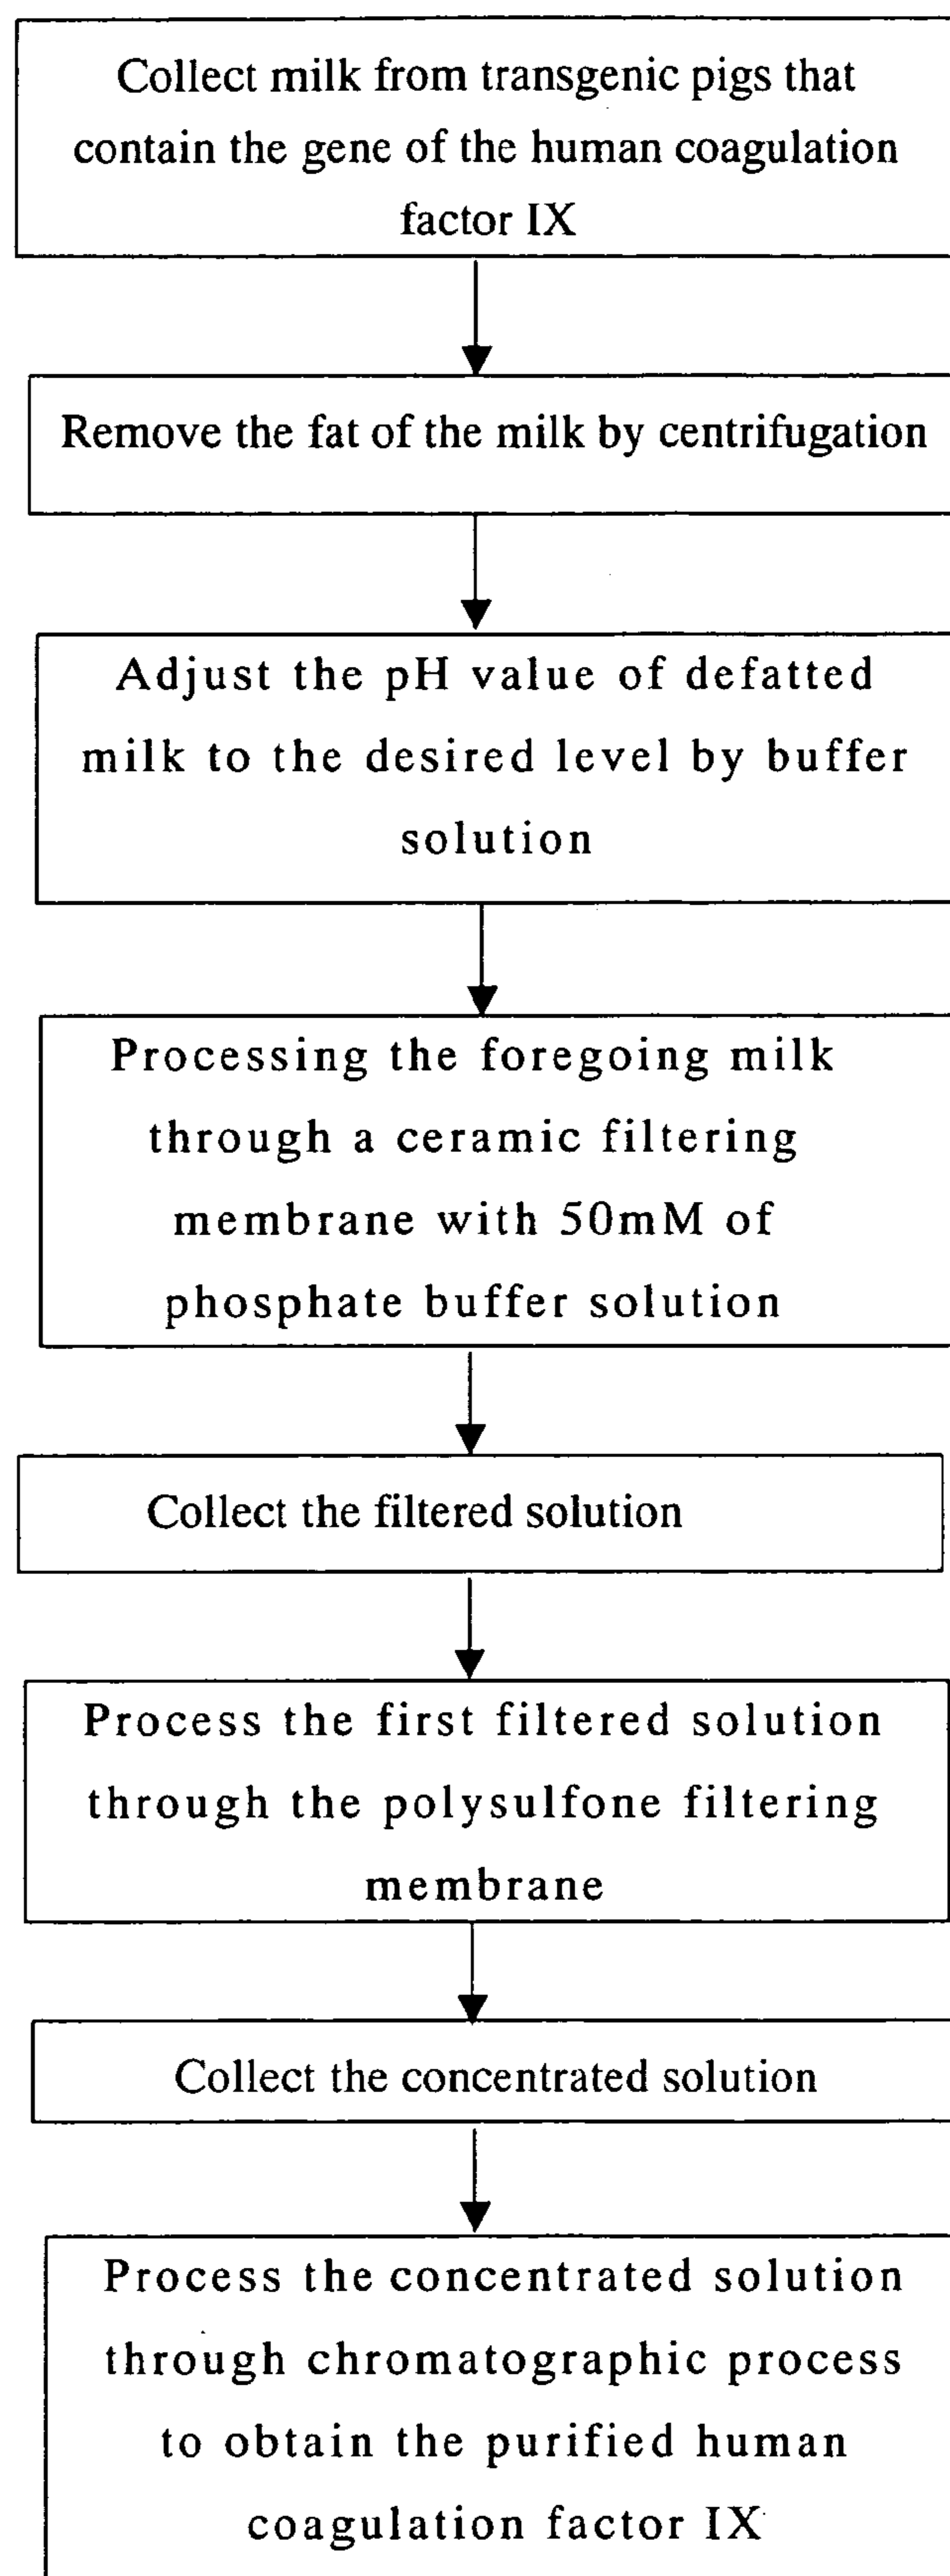 Collect milk from transgenic pigs that
contain the gene of the human coagulation
factor IX
Remove the fat of the milk by centrifugation
Adjust the pH value of defatted
milk to the desired level by buffer
solution
Processing the foregoing milk
through a ceramic filtering
membrane with 50mM of
phosphate buffer solution
Collect the filtered solution
Process the first filtered solution
through the polysulfone filtering
membrane
Collect the concentrated solution
Process the concentrated solution
through chromatographic process
to obtain the purified human
coagulation factor IX